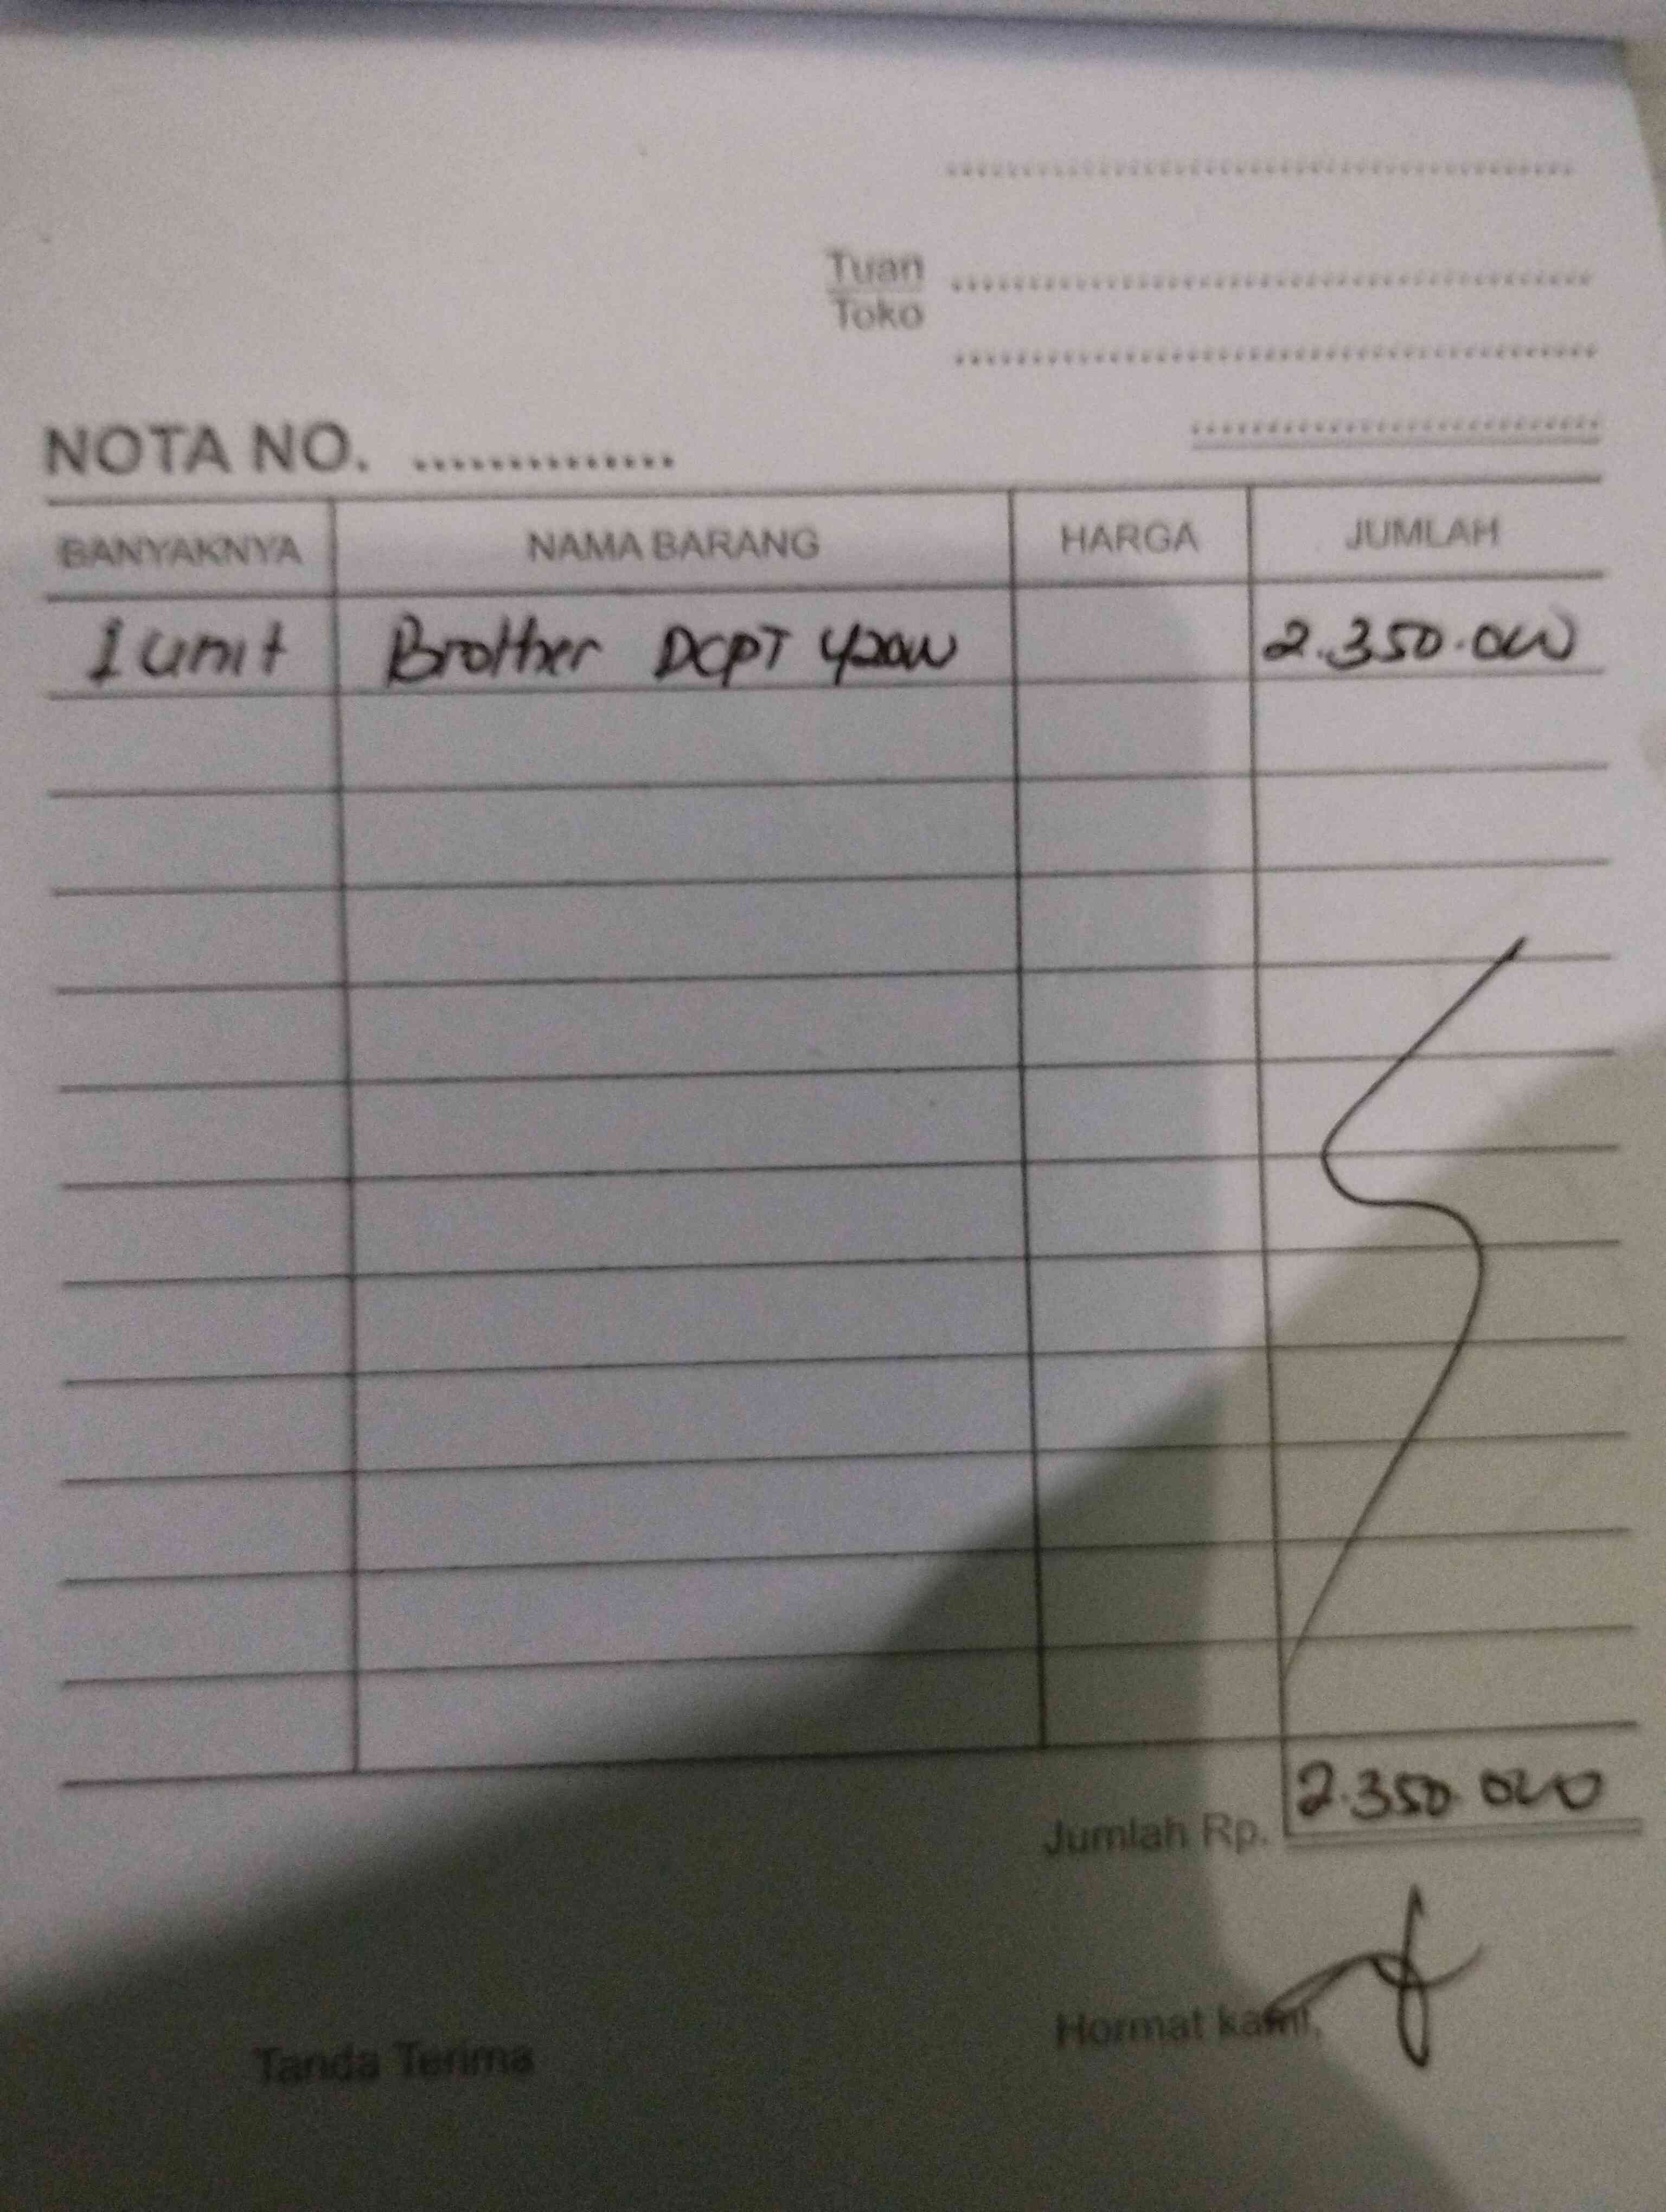 Tuan
Toko
NOTA NO. ..............
BANYAKNYA NAMA BARANG HARGA JUMLAH
1 unit Brother DCPT 420W 2.350.000
Jumlah Rp. 2.350.000
Tanda Terima Hormat kami,